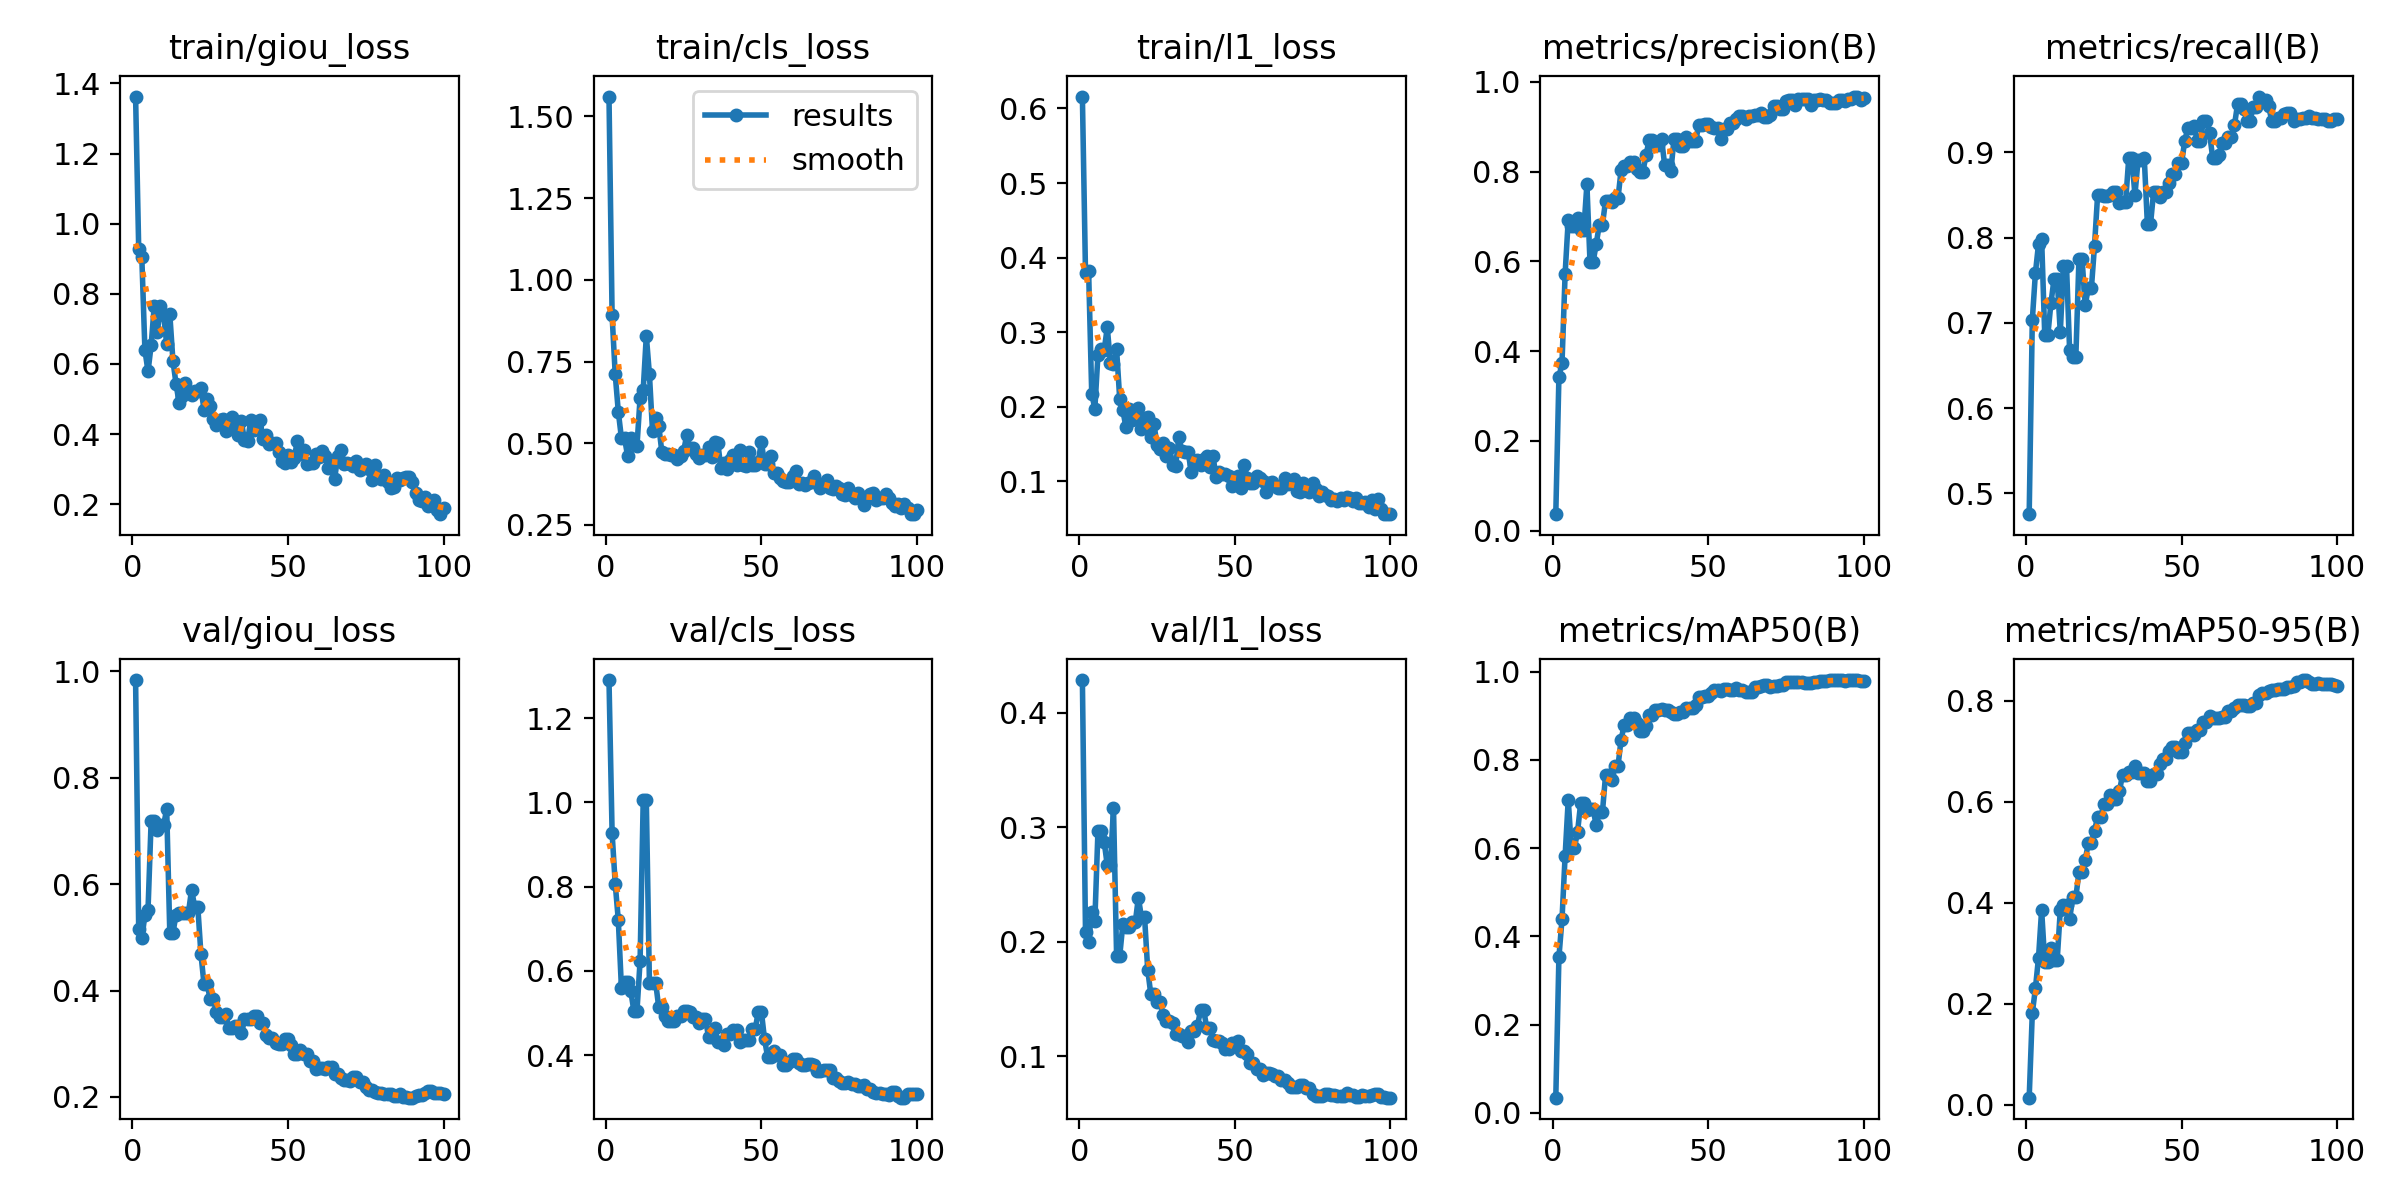 train/giou_loss
1.4
1.2
1.0
0.8
0.6
0.4
0.2
0 50 100
train/cls_loss
results
smooth
1.50
1.25
1.00
0.75
0.50
0.25
0 50 100
train/l1_loss
0.6
0.5
0.4
0.3
0.2
0.1
0 50 100
metrics/precision(B)
1.0
0.8
0.6
0.4
0.2
0.0
0 50 100
metrics/recall(B)
0.9
0.8
0.7
0.6
0.5
0 50 100
val/giou_loss
1.0
0.8
0.6
0.4
0.2
0 50 100
val/cls_loss
1.2
1.0
0.8
0.6
0.4
0 50 100
val/l1_loss
0.4
0.3
0.2
0.1
0 50 100
metrics/mAP50(B)
1.0
0.8
0.6
0.4
0.2
0.0
0 50 100
metrics/mAP50-95(B)
0.8
0.6
0.4
0.2
0.0
0 50 100